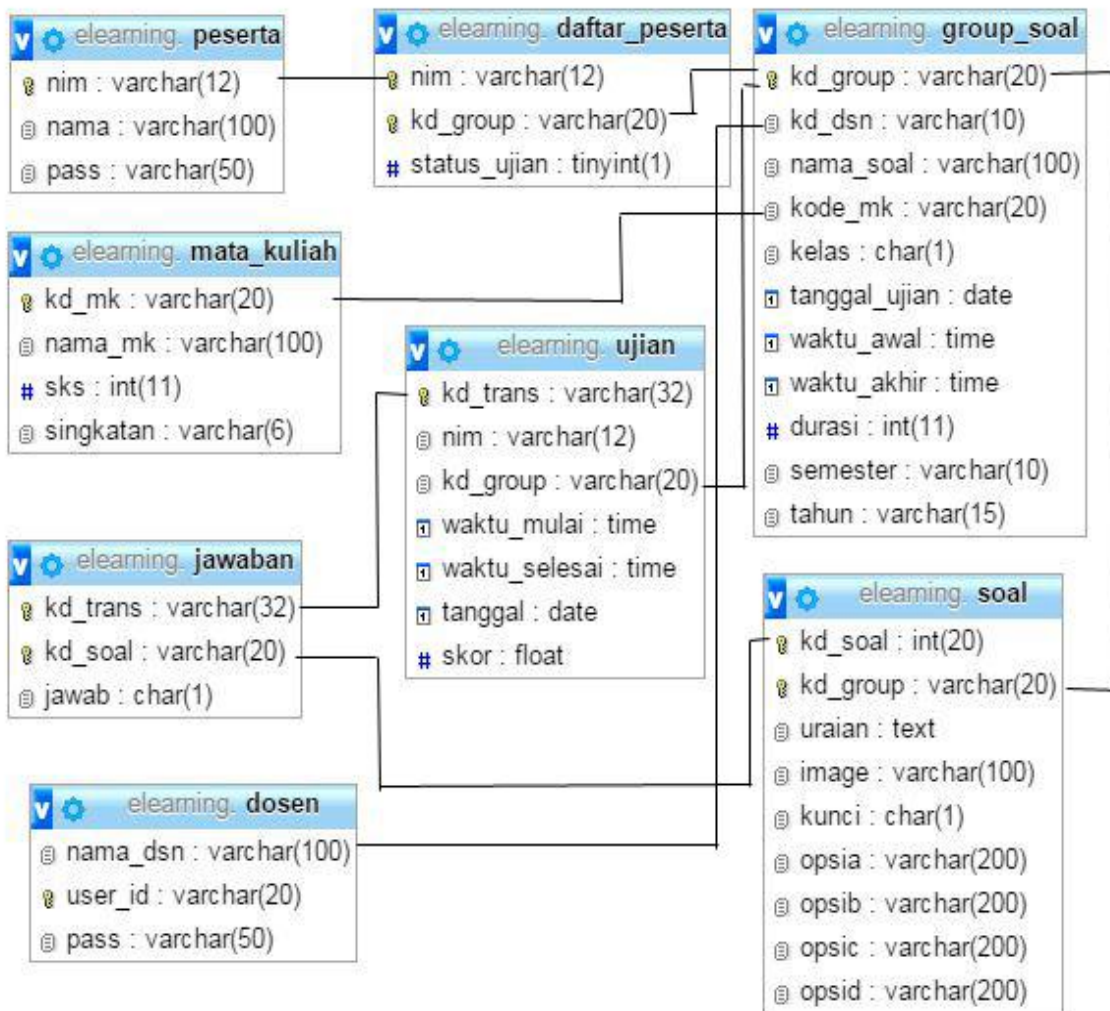 elearning. peserta
nim : varchar(12)
nama : varchar(100)
pass : varchar(50)
elearning. daftar_peserta
nim : varchar(12)
kd_group : varchar(20)
# status_ujian : tinyint(1)
elearning. group_soal
kd_group : varchar(20)
kd_dsn : varchar(10)
nama_soal : varchar(100)
kode_mk : varchar(20)
kelas : char(1)
tanggal_ujian : date
waktu_awal : time
waktu_akhir : time
# durasi : int(11)
semester : varchar(10)
tahun : varchar(15)
elearning. mata_kuliah
kd_mk : varchar(20)
nama_mk : varchar(100)
# sks : int(11)
singkatan : varchar(6)
elearning. ujian
kd_trans : varchar(32)
nim : varchar(12)
kd_group : varchar(20)
waktu_mulai : time
waktu_selesai : time
tanggal : date
# skor : float
elearning. jawaban
kd_trans : varchar(32)
kd_soal : varchar(20)
jawab : char(1)
elearning. soal
kd_soal : int(20)
kd_group : varchar(20)
uraian : text
image : varchar(100)
kunci : char(1)
opsia : varchar(200)
opsib : varchar(200)
opsic : varchar(200)
opsid : varchar(200)
elearning. dosen
nama_dsn : varchar(100)
user_id : varchar(20)
pass : varchar(50)